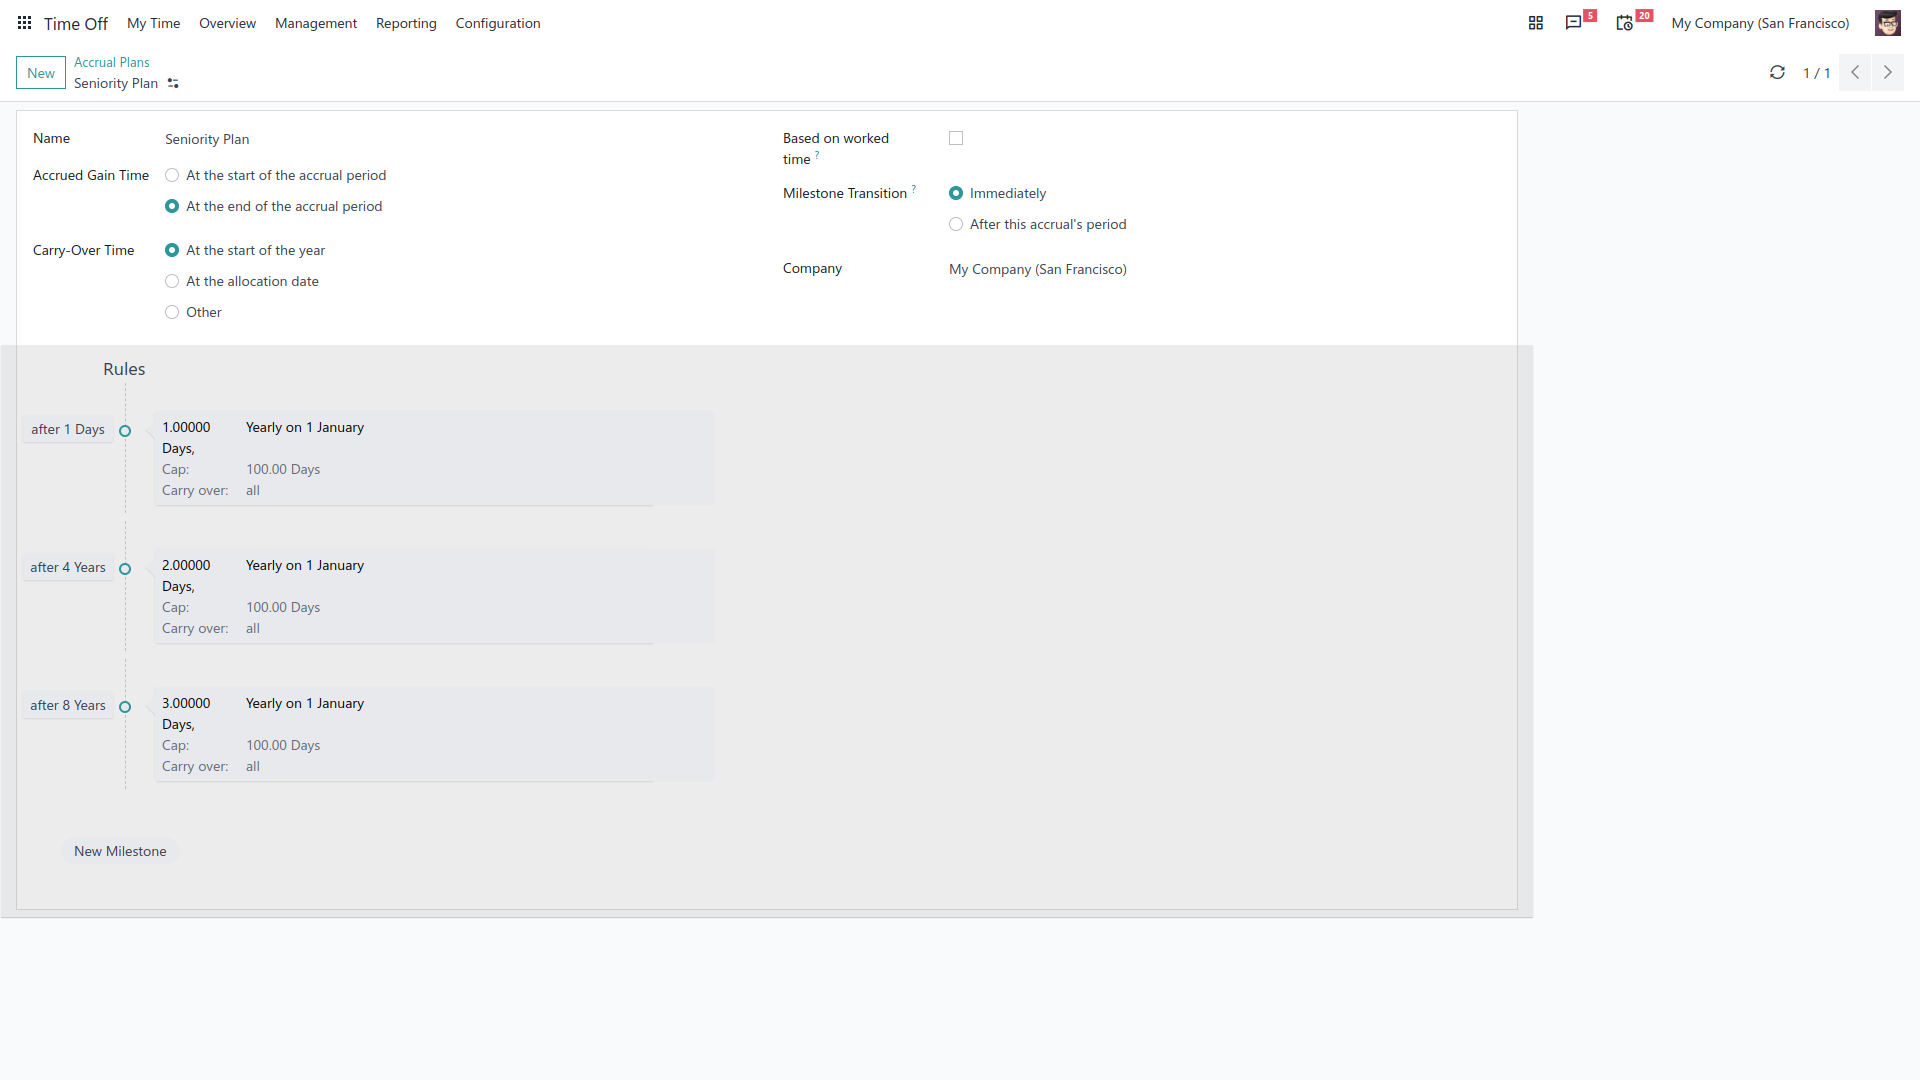 Time Off My Time Overview Management Reporting Configuration 5 20 My Company (San Francisco)
New Accrual Plans
Seniority Plan 1 / 1
Name Seniority Plan
Accrued Gain Time At the start of the accrual period
At the end of the accrual period
Carry-Over Time At the start of the year
At the allocation date
Other
Based on worked
time ?
Milestone Transition ? Immediately
After this accrual's period
Company My Company (San Francisco)
Rules
after 1 Days 1.00000 Yearly on 1 January
Days,
Cap: 100.00 Days
Carry over: all
after 4 Years 2.00000 Yearly on 1 January
Days,
Cap: 100.00 Days
Carry over: all
after 8 Years 3.00000 Yearly on 1 January
Days,
Cap: 100.00 Days
Carry over: all
New Milestone